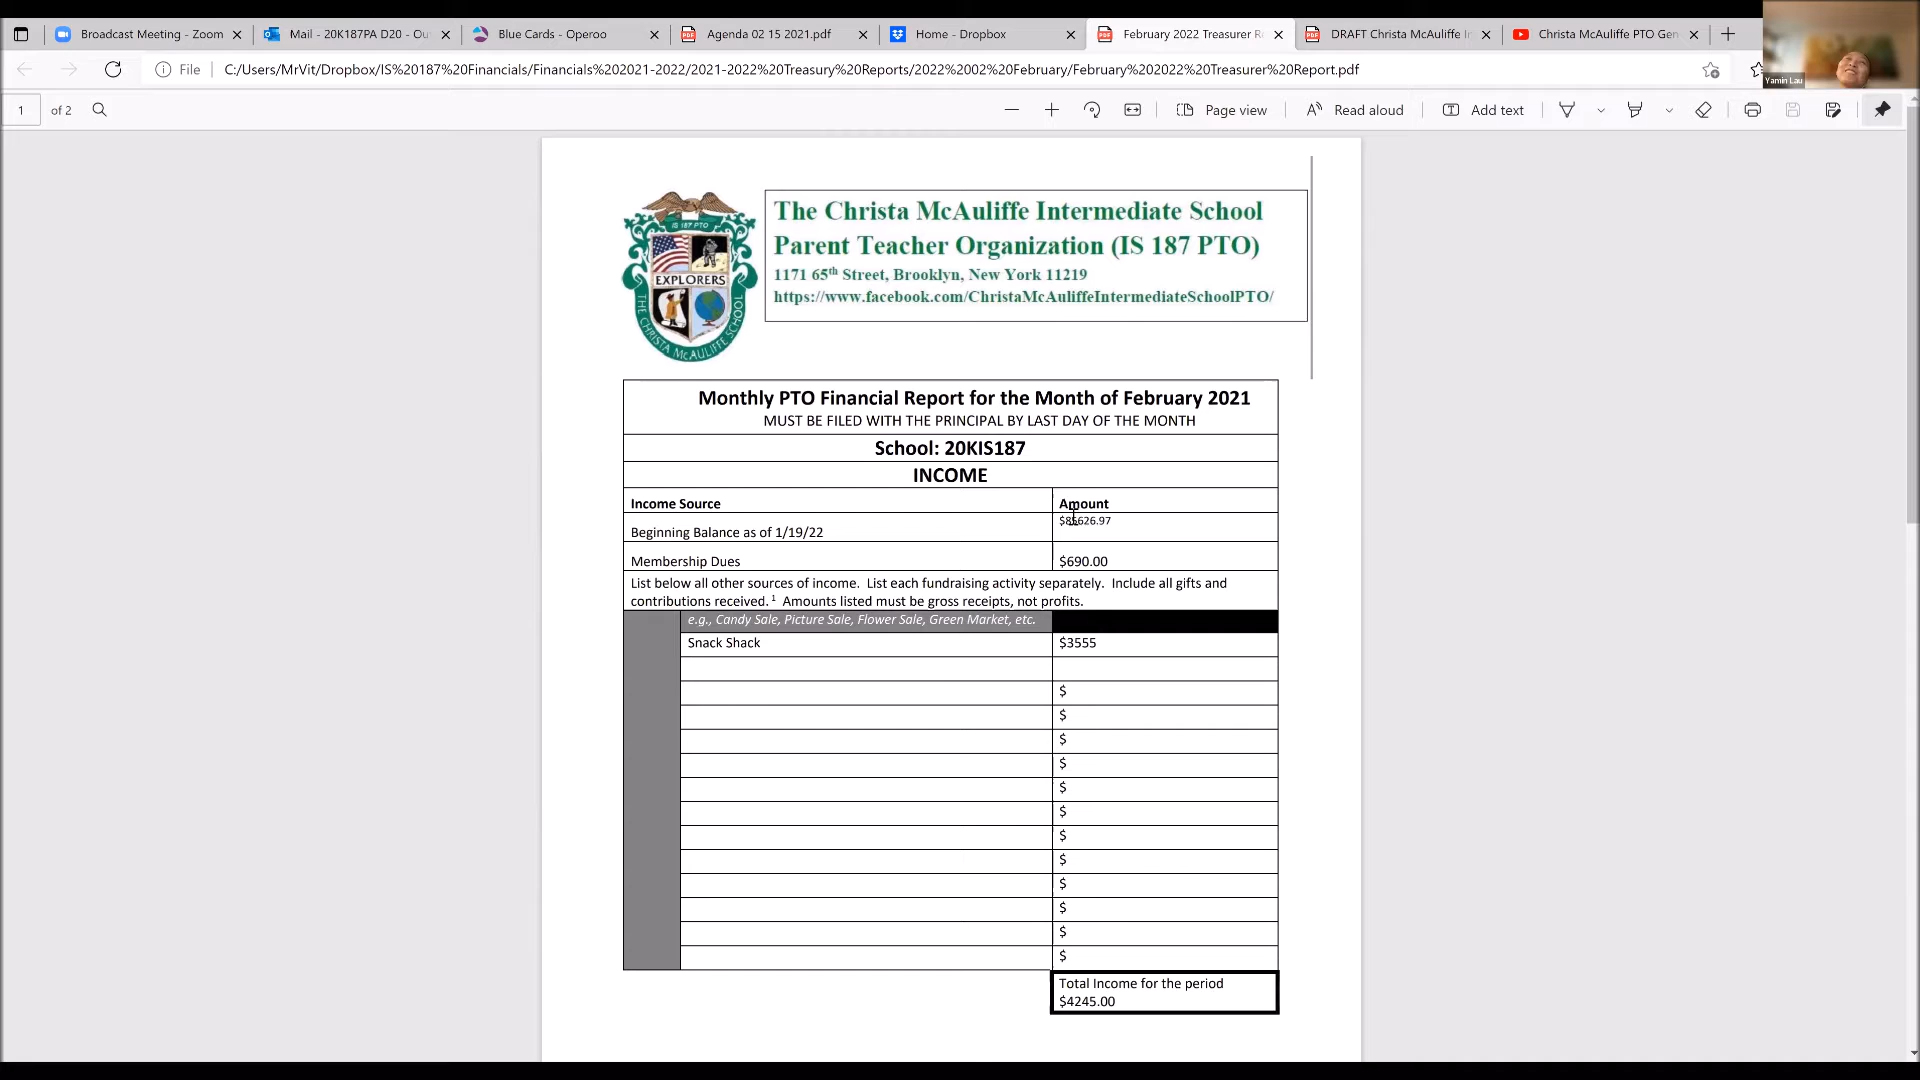 Broadcast Meeting - Zoom
Mail - 20K187PA D20 - Ou
Blue Cards - Operoo
Agenda 02 15 2021.pdf
Home - Dropbox
February 2022 Treasurer R
DRAFT Christa McAuliffe I
Christa McAuliffe PTO Gen
Yamin Lau
File
C:/Users/MrVit/Dropbox/IS%20187%20Financials/Financials%202021-2022/2021-2022%20Treasury%20Reports/2022%2002%20February/February%202022%20Treasurer%20Report.pdf
1 of 2
Page view
Read aloud
Add text
IS 187 PTO
EXPLORERS
THE CHRISTA McAULIFFE SCHOOL
The Christa McAuliffe Intermediate School
Parent Teacher Organization (IS 187 PTO)
1171 65th Street, Brooklyn, New York 11219
https://www.facebook.com/ChristaMcAuliffeIntermediateSchoolPTO/
Monthly PTO Financial Report for the Month of February 2021
MUST BE FILED WITH THE PRINCIPAL BY LAST DAY OF THE MONTH
School: 20KIS187
INCOME
Income Source Amount
Beginning Balance as of 1/19/22
Membership Dues $690.00
List below all other sources of income. List each fundraising activity separately. Include all gifts and
contributions received.1 Amounts listed must be gross receipts, not profits.
e.g., Candy Sale, Picture Sale, Flower Sale, Green Market, etc.
Snack Shack $3555
$
$
$
$
$
$
$
$
$
$
$
$
Total Income for the period
$4245.00